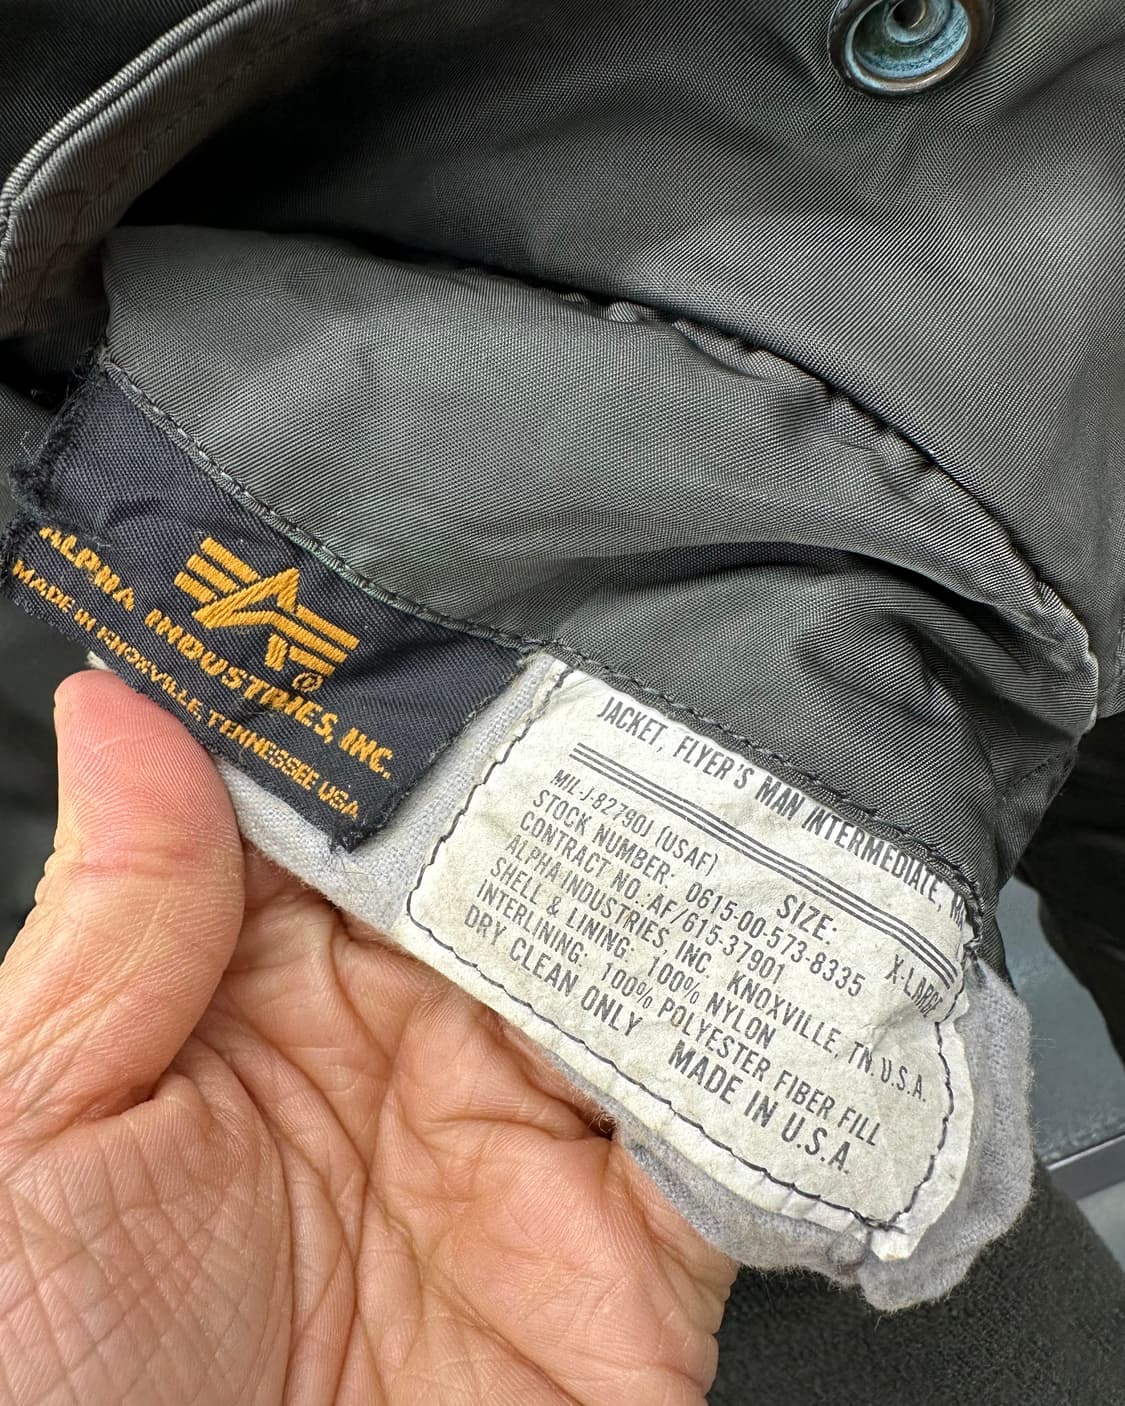 ALPHA INDUSTRIES, INC.
MADE IN KNOXVILLE, TENNESSEE USA
JACKET, FLYER'S MAN INTERMEDIATE,
MIL-J-8279OJ (USAF) SIZE: X-LARGE
STOCK NUMBER: 0615-00-573-8335
CONTRACT NO. AF/615-37901
ALPHA INDUSTRIES INC KNOXVILLE, TN. U.S.A.
SHELL & LINING: 100% NYLON
INTERLINING: 100% POLYESTER FIBER FILL
DRY CLEAN ONLY MADE IN U.S.A.